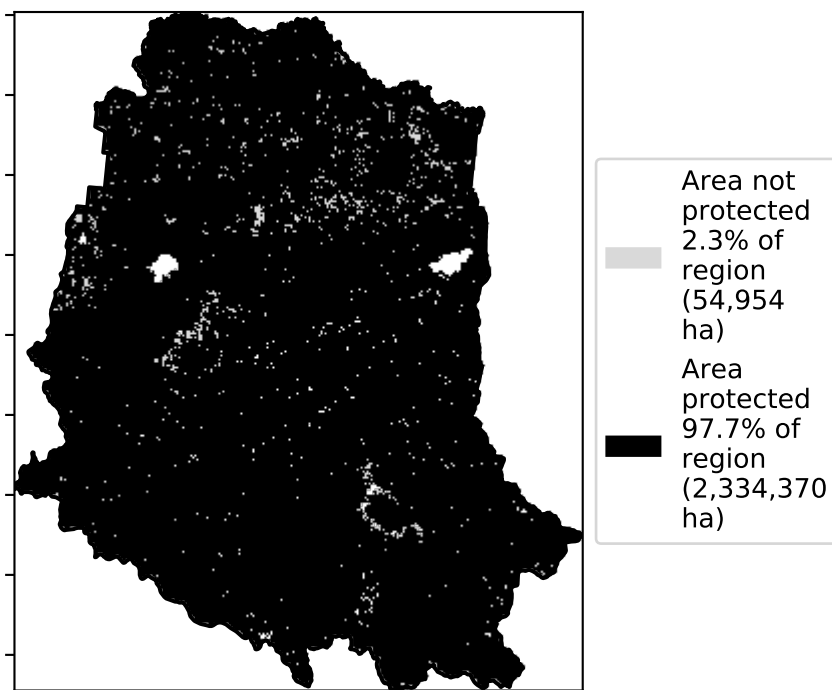 Area not
protected
2.3% of
region
(54,954
ha)
Area
protected
97.7% of
region
(2,334,370
ha)